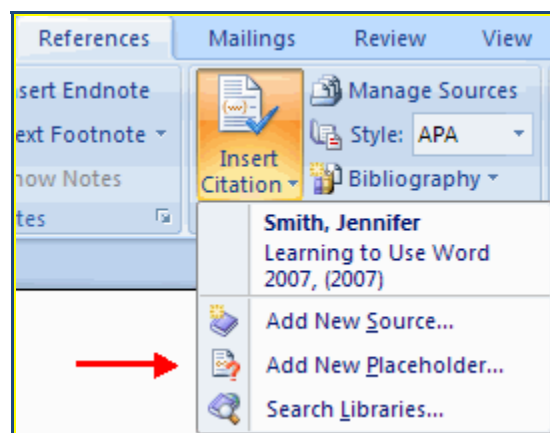 References Mailings Review View
sert Endnote
ext Footnote
now Notes
tes
Insert
Citation
Manage Sources
Style: APA
Bibliography
Smith, Jennifer
Learning to Use Word
2007, (2007)
Add New Source...
Add New Placeholder...
Search Libraries...